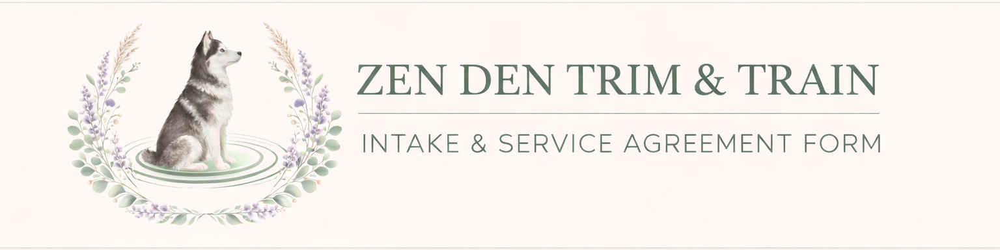 ZEN DEN TRIM & TRAIN
INTAKE & SERVICE AGREEMENT FORM